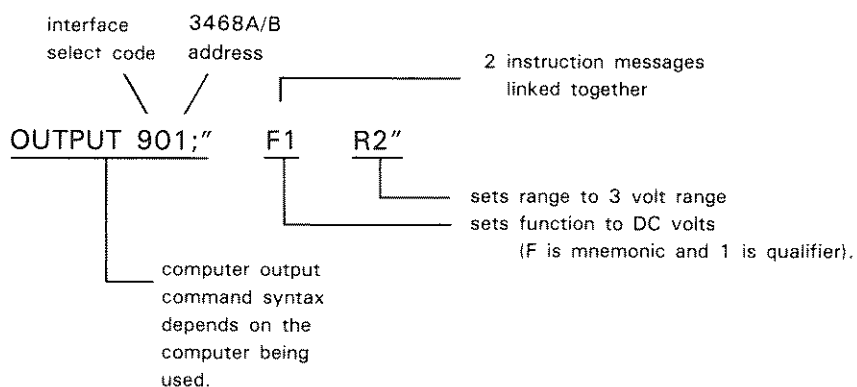 interface
select code
3468A/B
address
2 instruction messages
linked together
OUTPUT 901;" F1 R2"
sets range to 3 volt range
sets function to DC volts
(F is mnemonic and 1 is qualifier).
computer output
command syntax
depends on the
computer being
used.